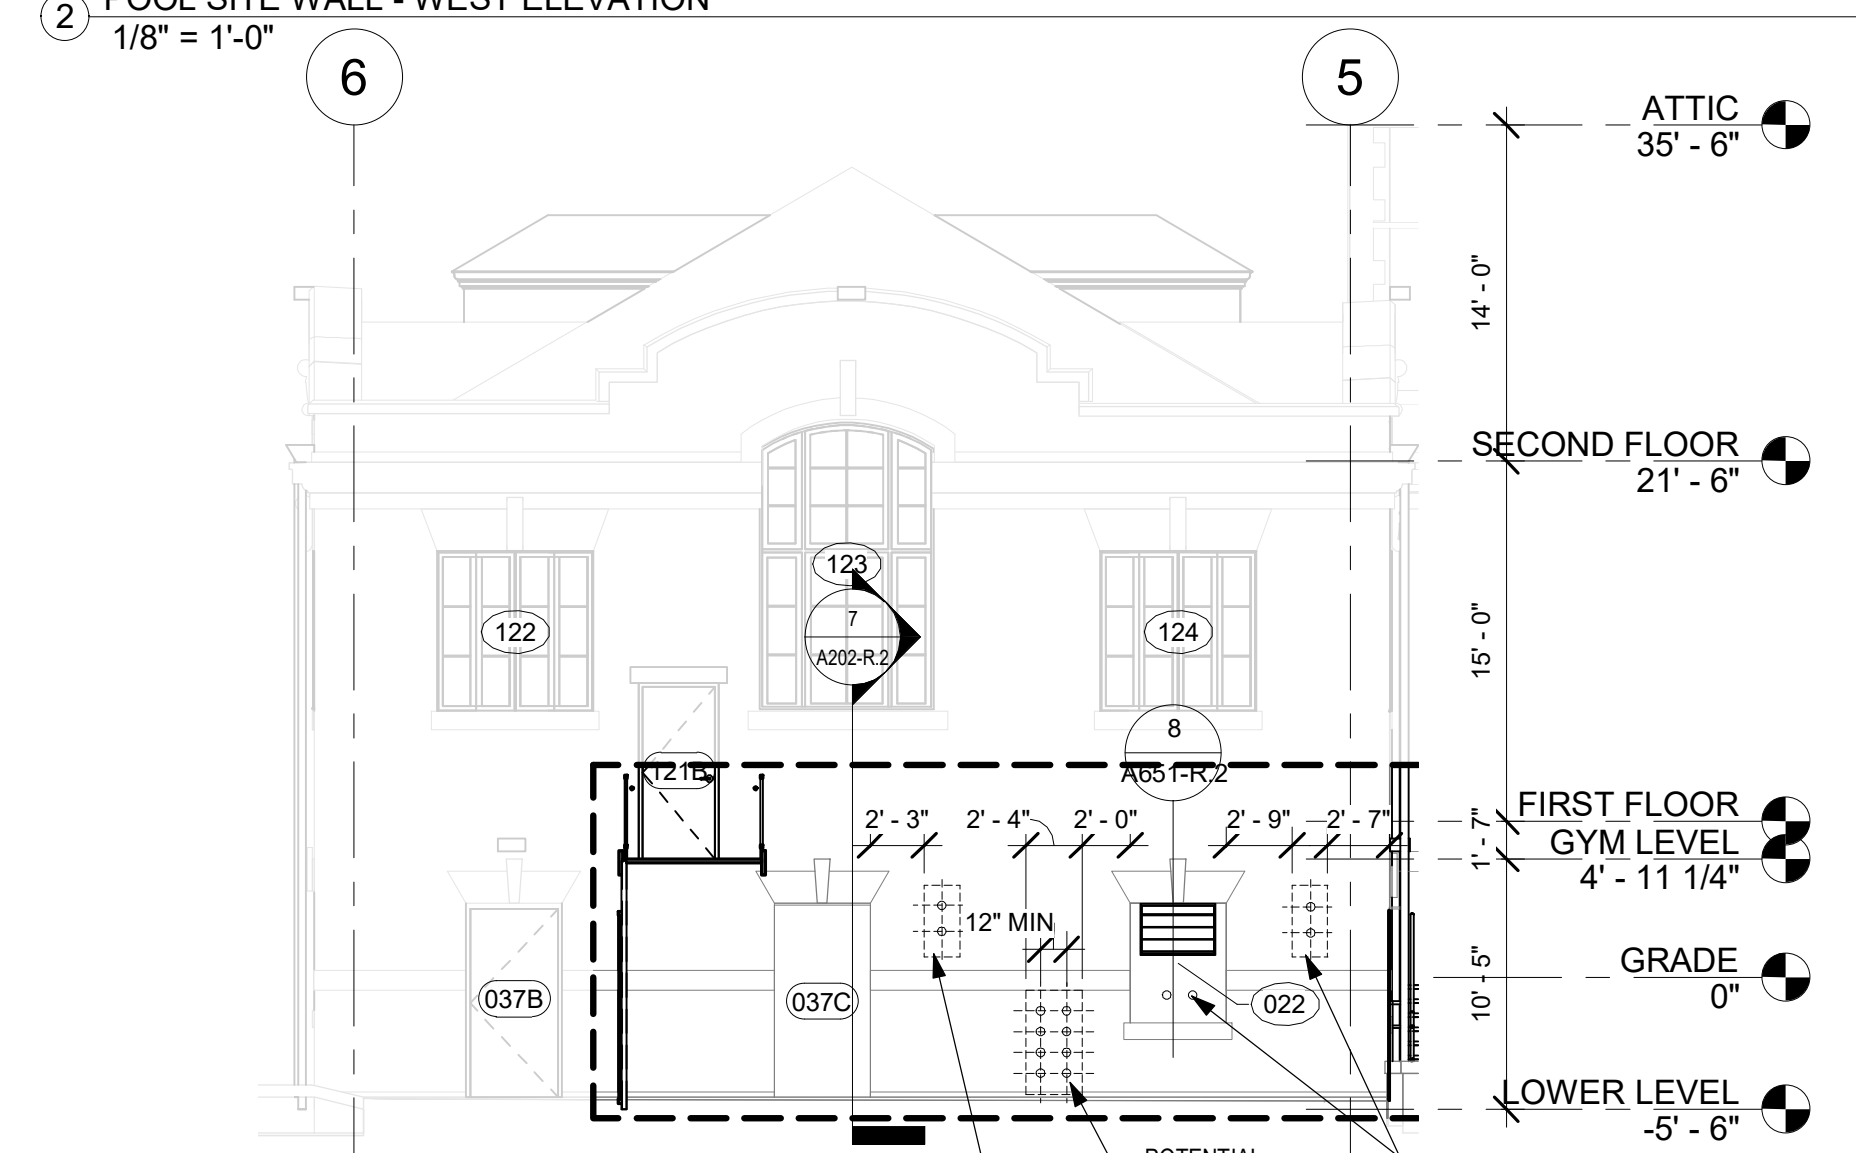 2 POOL SITE WALL - WEST ELEVATION
1/8" = 1'-0"
6
5
ATTIC
35' - 6"
14' - 0"
SECOND FLOOR
21' - 6"
123
7
A202-R.2
122
124
15' - 0"
8
A651-R.2
121B
2' - 3"
2' - 4"
2' - 0"
2' - 9"
2' - 7"
FIRST FLOOR
1' - 7"
GYM LEVEL
4' - 11 1/4"
12" MIN
GRADE
0"
10' - 5"
037B
037C
022
LOWER LEVEL
-5' - 6"
POTENTIAL